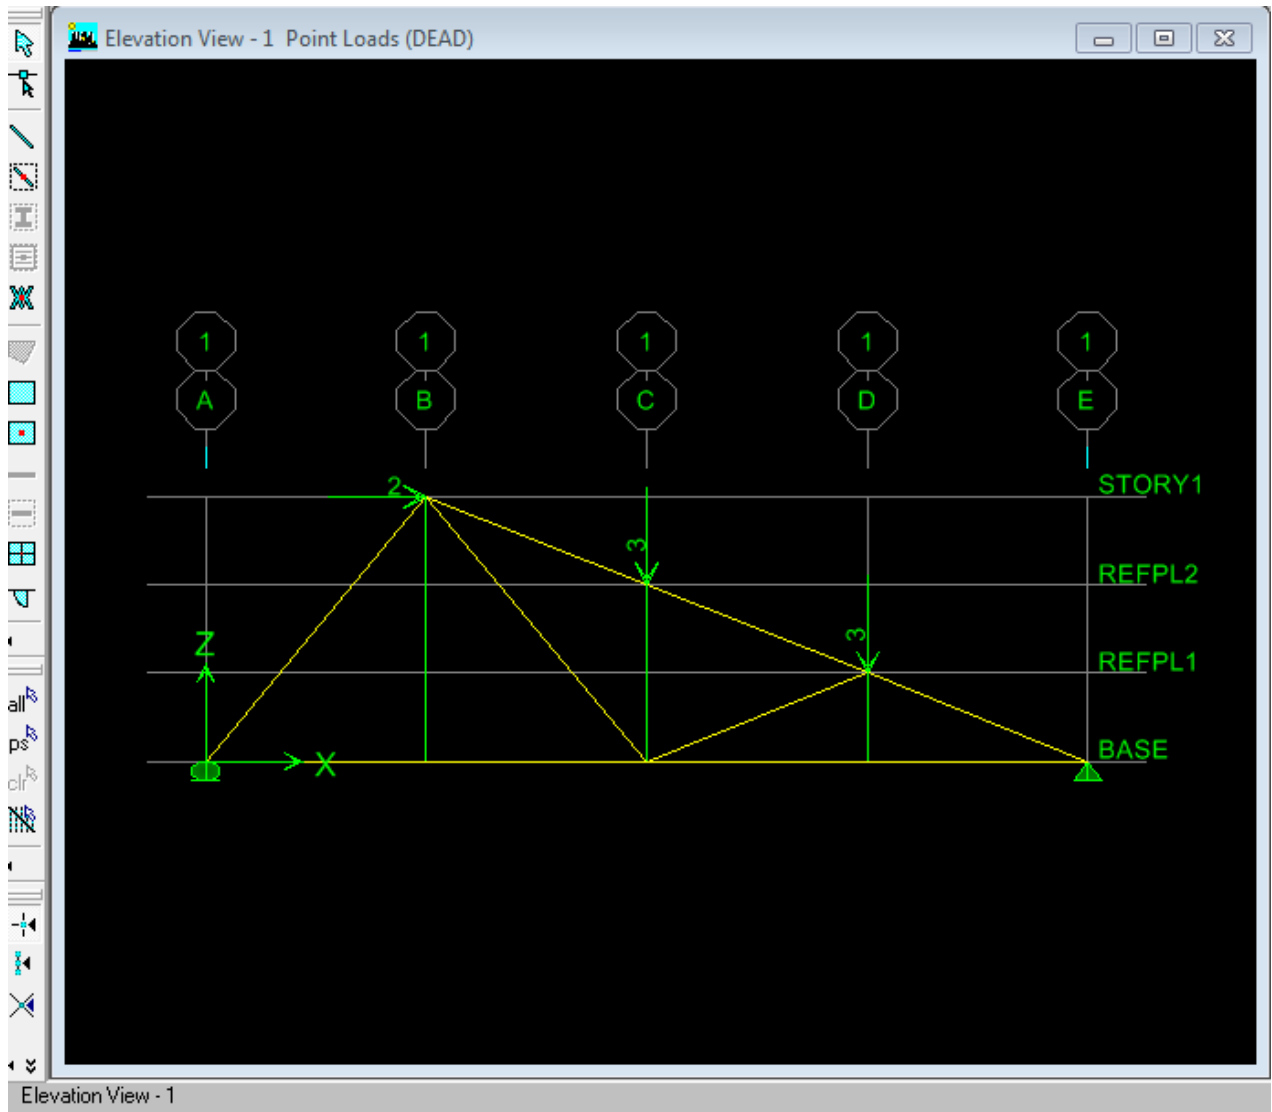 Elevation View - 1 Point Loads (DEAD)
1 1 1 1 1
A B C D E
STORY1
2
3
REFPL2
3
Z
REFPL1
all
ps
BASE
X
clr
Elevation View - 1